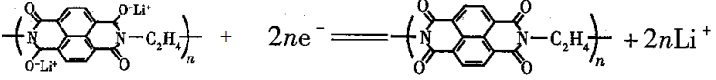 O O⁻Li⁺ O O
( N N–C₂H₄ )ₙ + 2ne⁻ ═══ ( N N–C₂H₄ )ₙ + 2nLi⁺
O⁻Li⁺ O O O